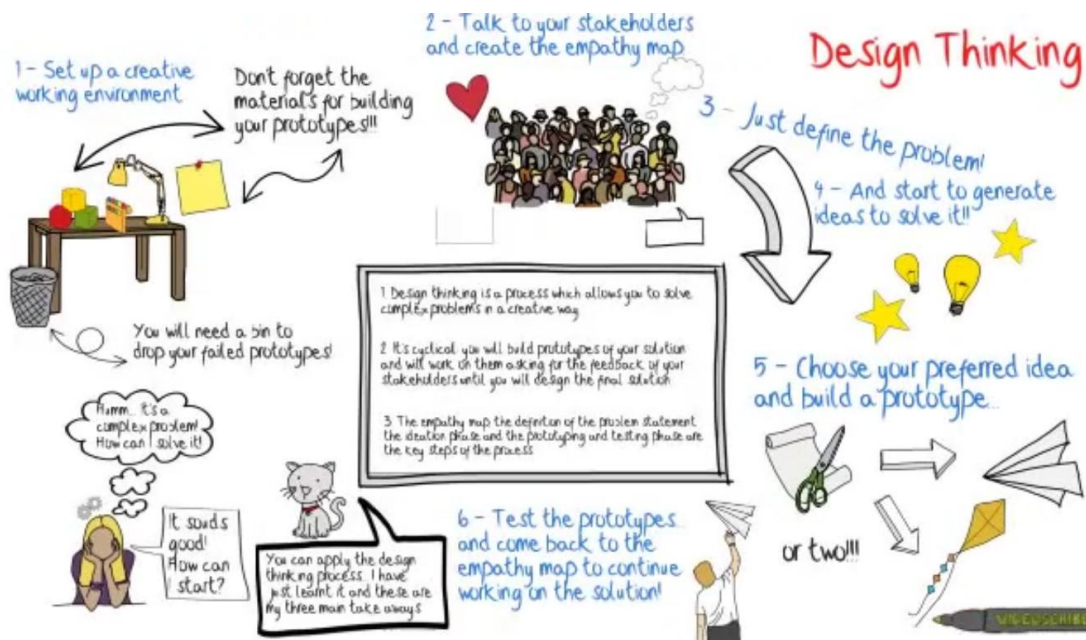 Design Thinking
1 - Set up a creative
working environment
Don't forget the
materials for building
your prototypes!!!
2 - Talk to your stakeholders
and create the empathy map
3 - Just define the problem!
4 - And start to generate
ideas to solve it!!
You will need a bin to
drop your failed prototypes!
1 Design thinking is a process which allows you to solve
complex problems in a creative way
2 It's cyclical you will build prototypes of your solution
and will work on them asking for the feedback of your
stakeholders until you will design the final solution
3 The empathy map the definition of the problem statement
the ideation phase and the prototyping and testing phase are
the key steps of the process
5 - Choose your preferred idea
and build a prototype...
or two!!!
Humm... It's a
complex problem!
How can I solve it!
It souds
good!
How can
I start?
You can apply the design
thinking process. I have
just learnt it and these are
my three main take aways
6 - Test the prototypes
and come back to the
empathy map to continue
working on the solution!
VIDEOSCRIBE